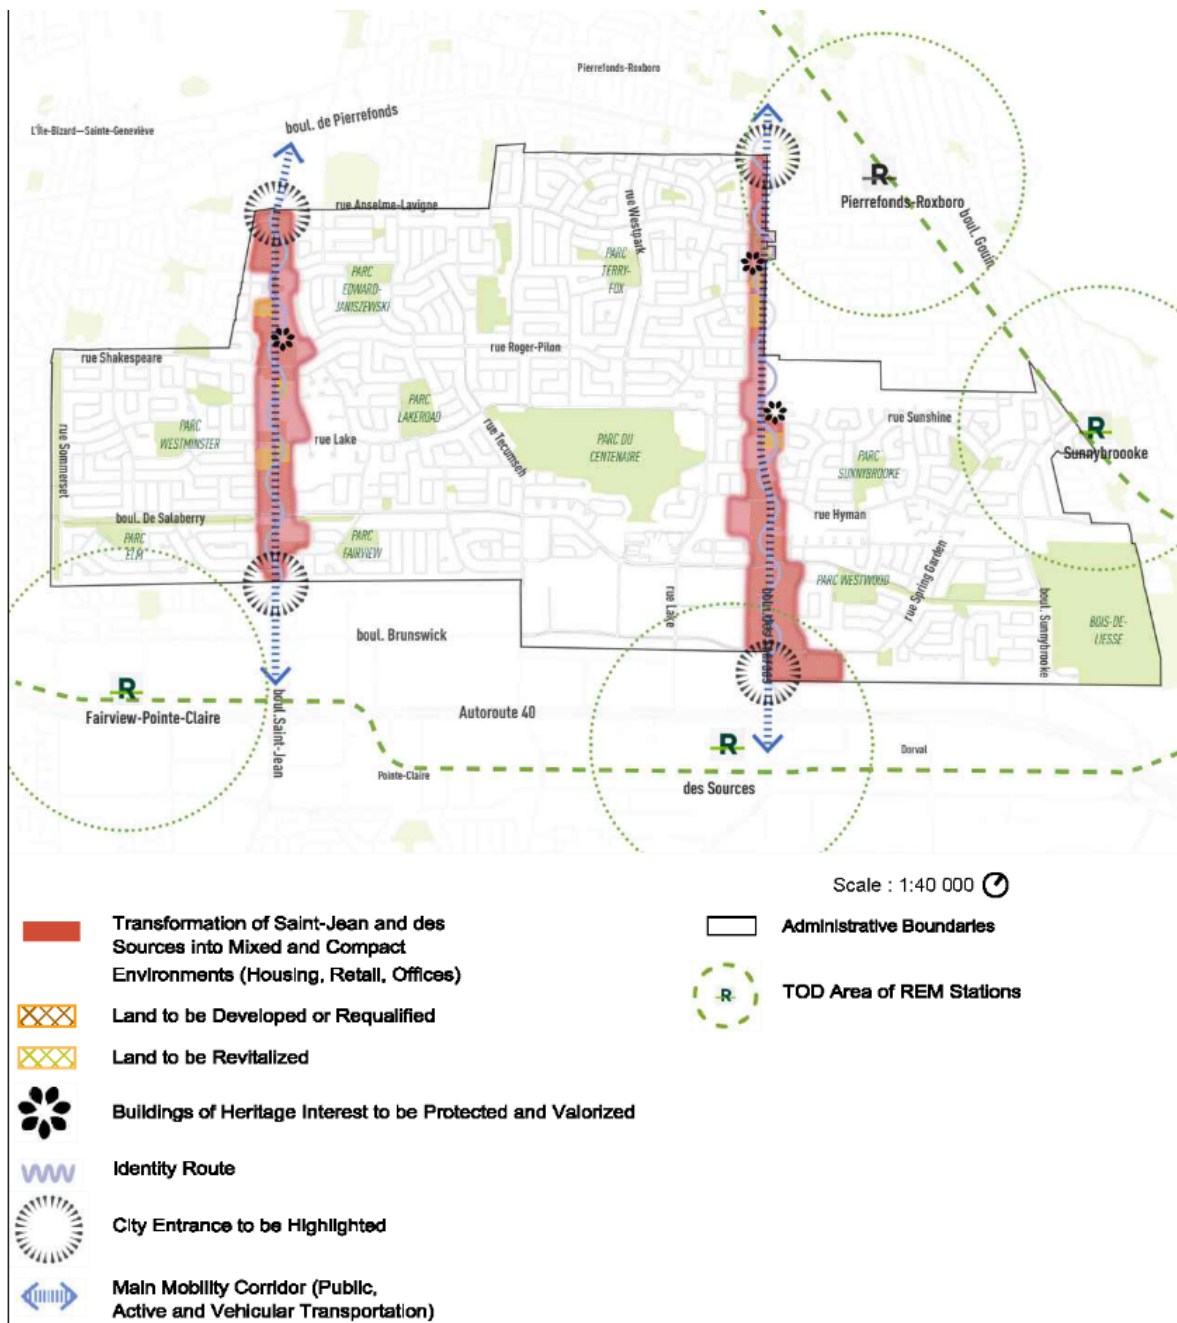 Pierrefonds-Roxboro
boul. de Pierrefonds
L'Île-Bizard—Sainte-Geneviève
R
Pierrefonds-Roxboro
boul. Gouin
rue Anselme-Lavigne
rue Westpark
PARC
TERRY-
FOX
PARC
EDWARD-
JANISZEWSKI
rue Shakespeare
rue Roger-Pilon
PARC
LAKEROAD
rue Sunshine
R
Sunnybroooke
PARC
WESTMINSTER
rue Sommerset
rue Lake
rue Tecumseh
PARC DU
CENTENAIRE
PARC
SUNNYBROOKE
boul. De Salaberry
rue Hyman
PARC
ELM
PARC
FAIRVIEW
PARC WESTWOOD
rue Spring Garden
rue Lake
boul. des Sources
boul. Sunnybrooke
BOIS-DE-
LIESSE
boul. Brunswick
R
Fairview-Pointe-Claire
boul. Saint-Jean
Autoroute 40
R
des Sources
Dorval
Pointe-Claire
Scale : 1:40 000
Transformation of Saint-Jean and des
Sources into Mixed and Compact
Environments (Housing, Retail, Offices)
Administrative Boundaries
R
TOD Area of REM Stations
Land to be Developed or Requalified
Land to be Revitalized
Buildings of Heritage Interest to be Protected and Valorized
Identity Route
City Entrance to be Highlighted
Main Mobility Corridor (Public,
Active and Vehicular Transportation)